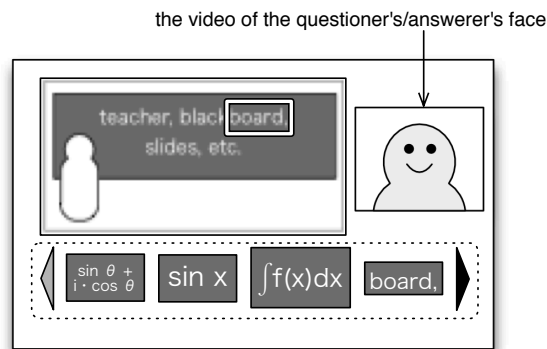 the video of the questioner's/answerer's face
teacher, blackboard,
slides, etc.
sin θ +
i · cos θ
sin x
∫f(x)dx
board,